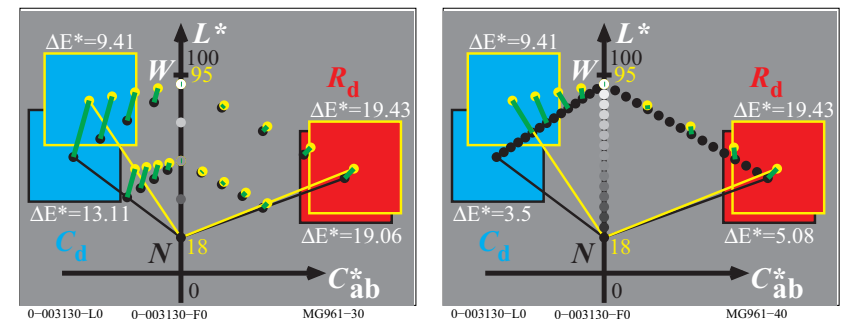 L*
ΔE*=9.41
100
W
95
R_d
ΔE*=19.43
ΔE*=13.11
ΔE*=19.06
C_d
N
18
C*_ab
0
0−003130−L0
0−003130−F0
MG961−30
L*
ΔE*=9.41
100
W
95
R_d
ΔE*=19.43
ΔE*=3.5
ΔE*=5.08
C_d
N
18
C*_ab
0
0−003130−L0
0−003130−F0
MG961−40